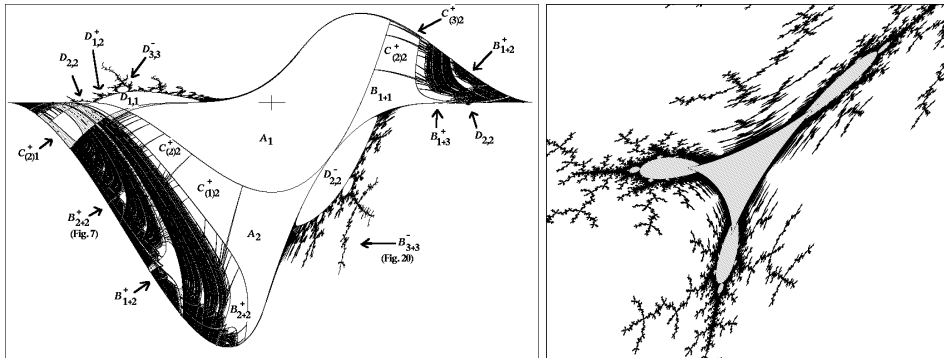 C⁺₍₃₎₂
D⁺₁,₂ D⁻₃,₃
D₂,₂
B⁺₁₊₂
C⁺₍₂₎₂
D₁,₁
B₁₊₁
A₁
B⁺₁₊₃ D₂,₂
C⁺₍₂₎₁
C⁺₍₂₎₂
D⁻₂,₂
C⁺₍₁₎₂
B⁺₂₊₂
(Fig. 7)
A₂
B⁻₃₊₃
(Fig. 20)
B⁺₁₊₂
B⁺₂₊₂